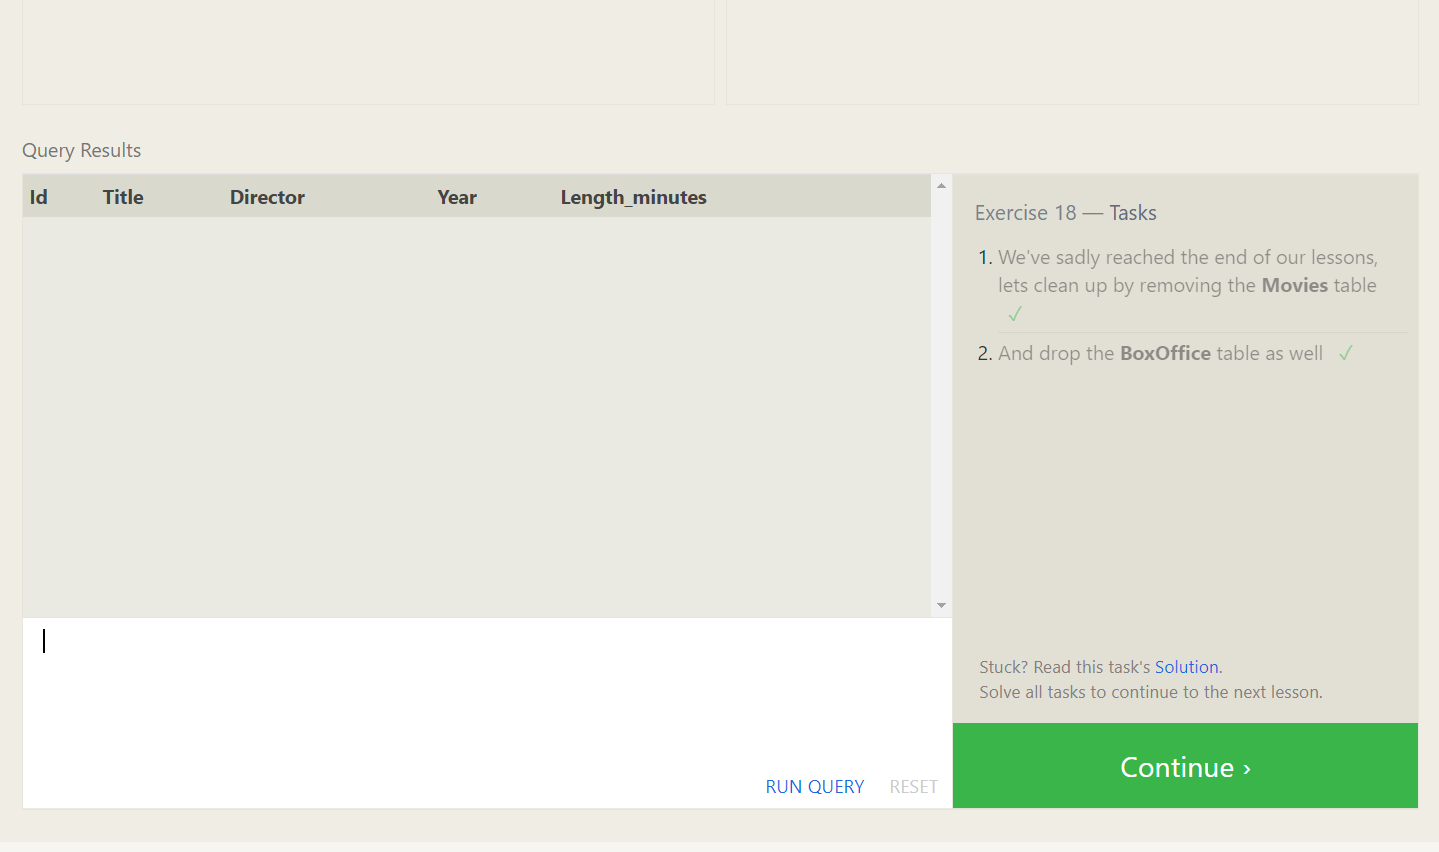 Query Results
Id Title Director Year Length_minutes
Exercise 18 — Tasks
1. We've sadly reached the end of our lessons,
lets clean up by removing the Movies table
✓
2. And drop the BoxOffice table as well ✓
Stuck? Read this task's Solution.
Solve all tasks to continue to the next lesson.
RUN QUERY RESET
Continue ›